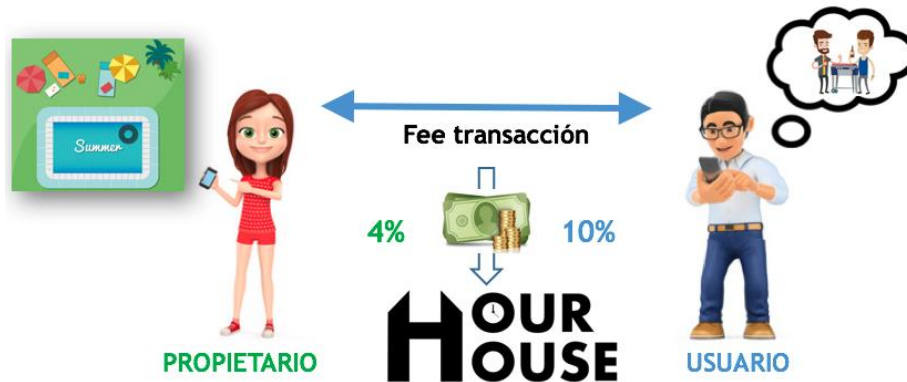 Summer
Fee transacción
4%
10%
HOUR
HOUSE
PROPIETARIO
USUARIO